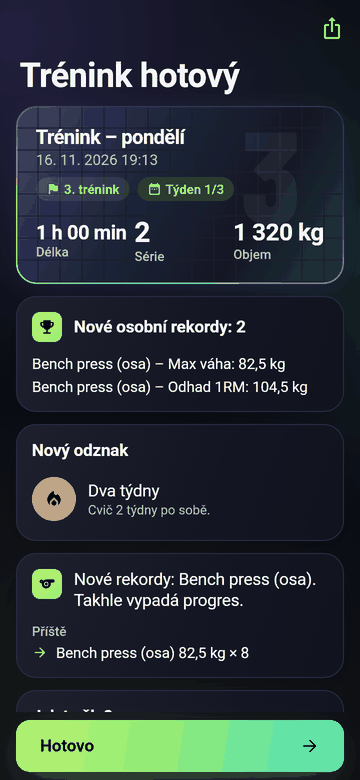 Trénink hotový
Trénink – pondělí
16. 11. 2026 19:13
3
3. trénink
Týden 1/3
1 h 00 min
Délka
2
Série
1 320 kg
Objem
Nové osobní rekordy: 2
Bench press (osa) – Max váha: 82,5 kg
Bench press (osa) – Odhad 1RM: 104,5 kg
Nový odznak
Dva týdny
Cvič 2 týdny po sobě.
Nové rekordy: Bench press (osa).
Takhle vypadá progres.
Příště
→ Bench press (osa) 82,5 kg × 8
Hotovo →